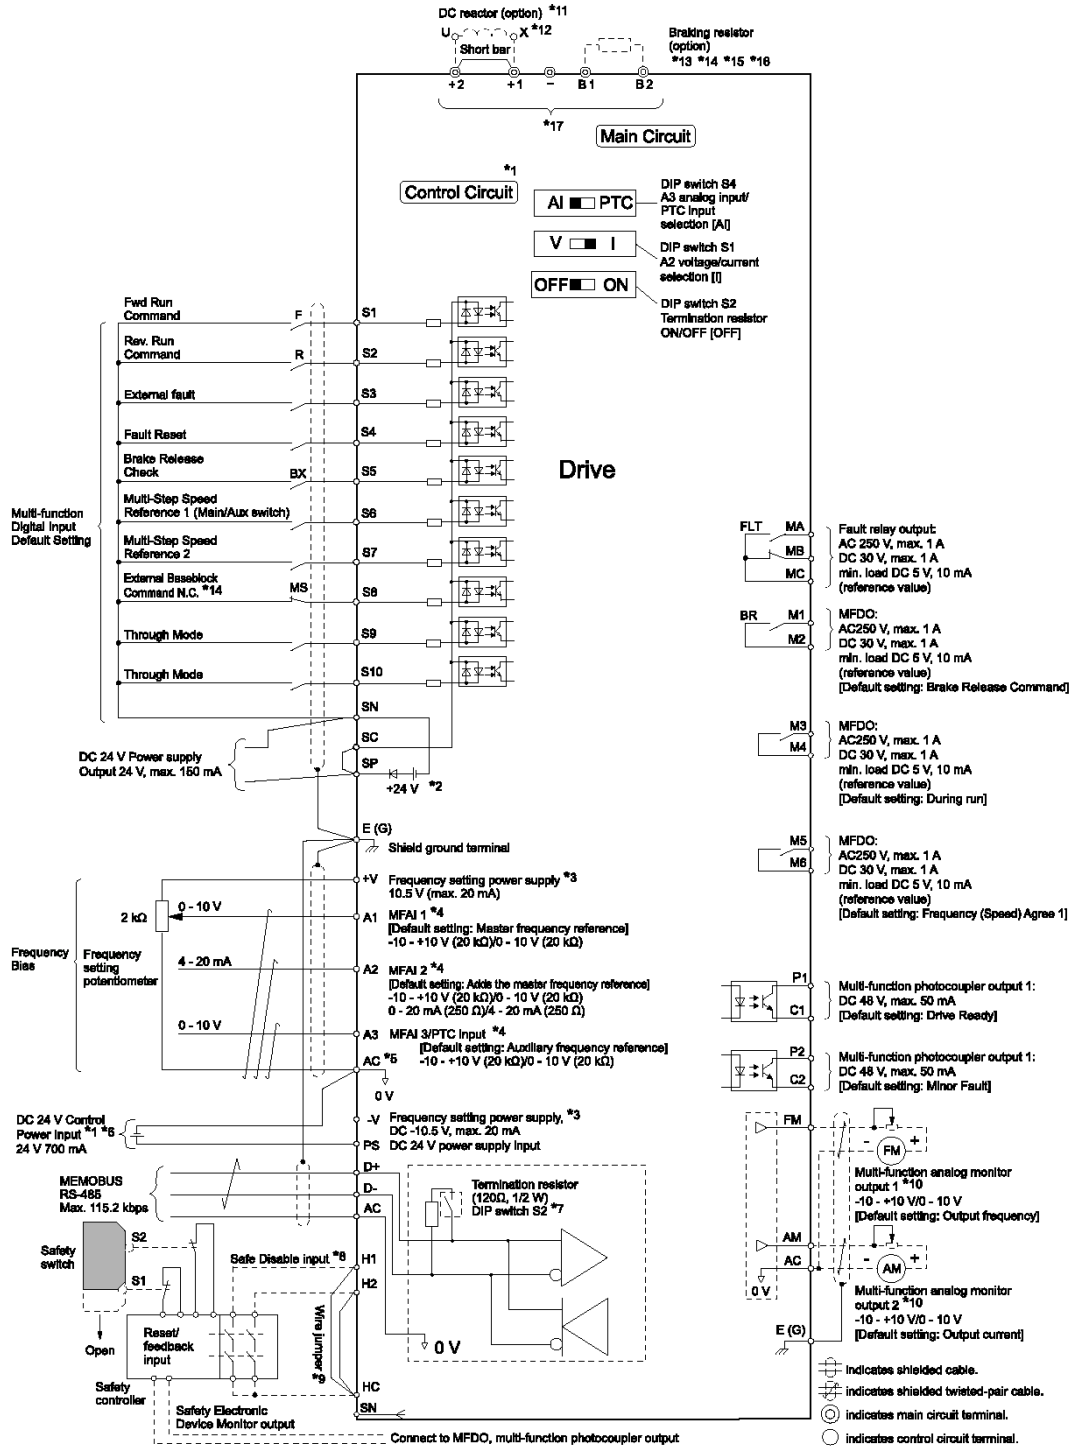 DC reactor (option) *11
U X *12
Short bar
Braking resistor
(option)
*13 *14 *15 *16
+2 +1 − B1 B2
*17
Main Circuit
*1
Control Circuit
AI PTC
DIP switch S4
A3 analog input/
PTC Input
selection [AI]
V I
DIP switch S1
A2 voltage/current
selection [I]
OFF ON
DIP switch S2
Termination resistor
ON/OFF [OFF]
Drive
Multi-function
Digital Input
Default Setting
Fwd Run
Command
F S1
Rev. Run
Command
R S2
External fault
S3
Fault Reset
S4
Brake Release
Check
BX S5
Multi-Step Speed
Reference 1 (Main/Aux switch)
S6
Multi-Step Speed
Reference 2
S7
External Baseblock
Command N.C. *14
MS S8
Through Mode
S9
Through Mode
S10
SN
SC
SP
DC 24 V Power supply
Output 24 V, max. 150 mA
+24 V *2
E (G)
Shield ground terminal
Frequency
Bias
Frequency
setting
potentiometer
2 kΩ
+V Frequency setting power supply *3
10.5 V (max. 20 mA)
0 - 10 V
A1 MFAI 1 *4
[Default setting: Master frequency reference]
-10 - +10 V (20 kΩ)/0 - 10 V (20 kΩ)
4 - 20 mA
A2 MFAI 2 *4
[Default setting: Adds the master frequency reference]
-10 - +10 V (20 kΩ)/0 - 10 V (20 kΩ)
0 - 20 mA (250 Ω)/4 - 20 mA (250 Ω)
0 - 10 V
A3 MFAI 3/PTC Input *4
[Default setting: Auxiliary frequency reference]
-10 - +10 V (20 kΩ)/0 - 10 V (20 kΩ)
AC *5
0 V
DC 24 V Control
Power Input *1 *6
24 V 700 mA
-V Frequency setting power supply, *3
DC -10.5 V, max. 20 mA
PS DC 24 V power supply input
MEMOBUS
RS-485
Max. 115.2 kbps
D+
D-
AC
Termination resistor
(120Ω, 1/2 W)
DIP switch S2 *7
0 V
Safety
switch
S2
S1
Open
Safe Disable input *8
H1
H2
Wire jumper *9
HC
SN
Reset/
feedback
input
Safety
controller
Safety Electronic
Device Monitor output
Connect to MFDO, multi-function photocoupler output
FLT MA
MB
MC
Fault relay output:
AC 250 V, max. 1 A
DC 30 V, max. 1 A
min. load DC 5 V, 10 mA
(reference value)
BR M1
M2
MFDO:
AC250 V, max. 1 A
DC 30 V, max. 1 A
min. load DC 5 V, 10 mA
(reference value)
[Default setting: Brake Release Command]
M3
M4
MFDO:
AC250 V, max. 1 A
DC 30 V, max. 1 A
min. load DC 5 V, 10 mA
(reference value)
[Default setting: During run]
M5
M6
MFDO:
AC250 V, max. 1 A
DC 30 V, max. 1 A
min. load DC 5 V, 10 mA
(reference value)
[Default setting: Frequency (Speed) Agree 1]
P1
C1
Multi-function photocoupler output 1:
DC 48 V, max. 50 mA
[Default setting: Drive Ready]
P2
C2
Multi-function photocoupler output 1:
DC 48 V, max. 50 mA
[Default setting: Minor Fault]
FM
- FM +
Multi-function analog monitor
output 1 *10
-10 - +10 V/0 - 10 V
[Default setting: Output frequency]
AM
AC
0 V
- AM +
Multi-function analog monitor
output 2 *10
-10 - +10 V/0 - 10 V
[Default setting: Output current]
E (G)
indicates shielded cable.
indicates shielded twisted-pair cable.
indicates main circuit terminal.
indicates control circuit terminal.